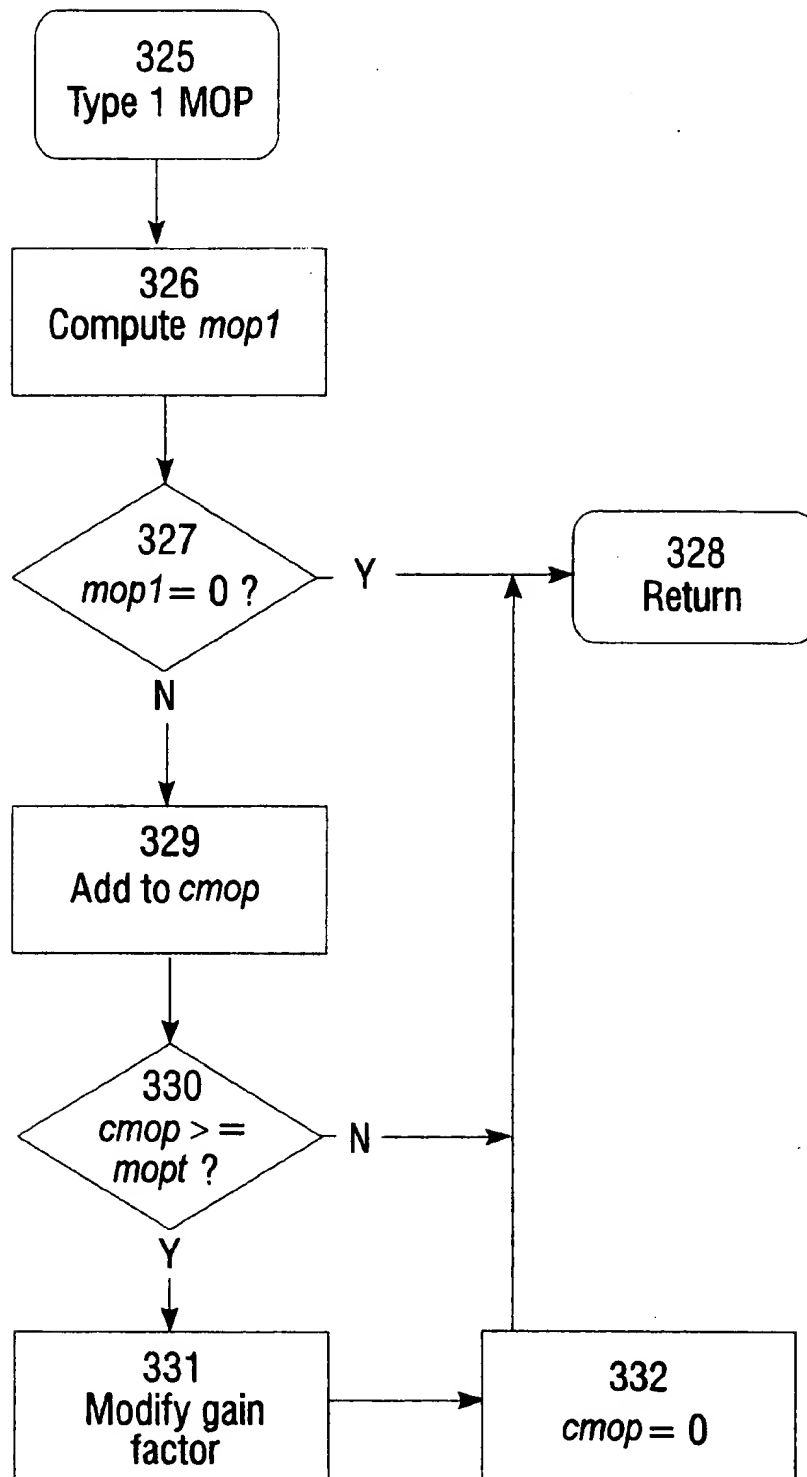 325
Type 1 MOP
326
Compute mop1
327
mop1 = 0 ?
Y
328
Return
N
329
Add to cmop
330
cmop > =
mopt ?
N
Y
331
Modify gain
factor
332
cmop = 0